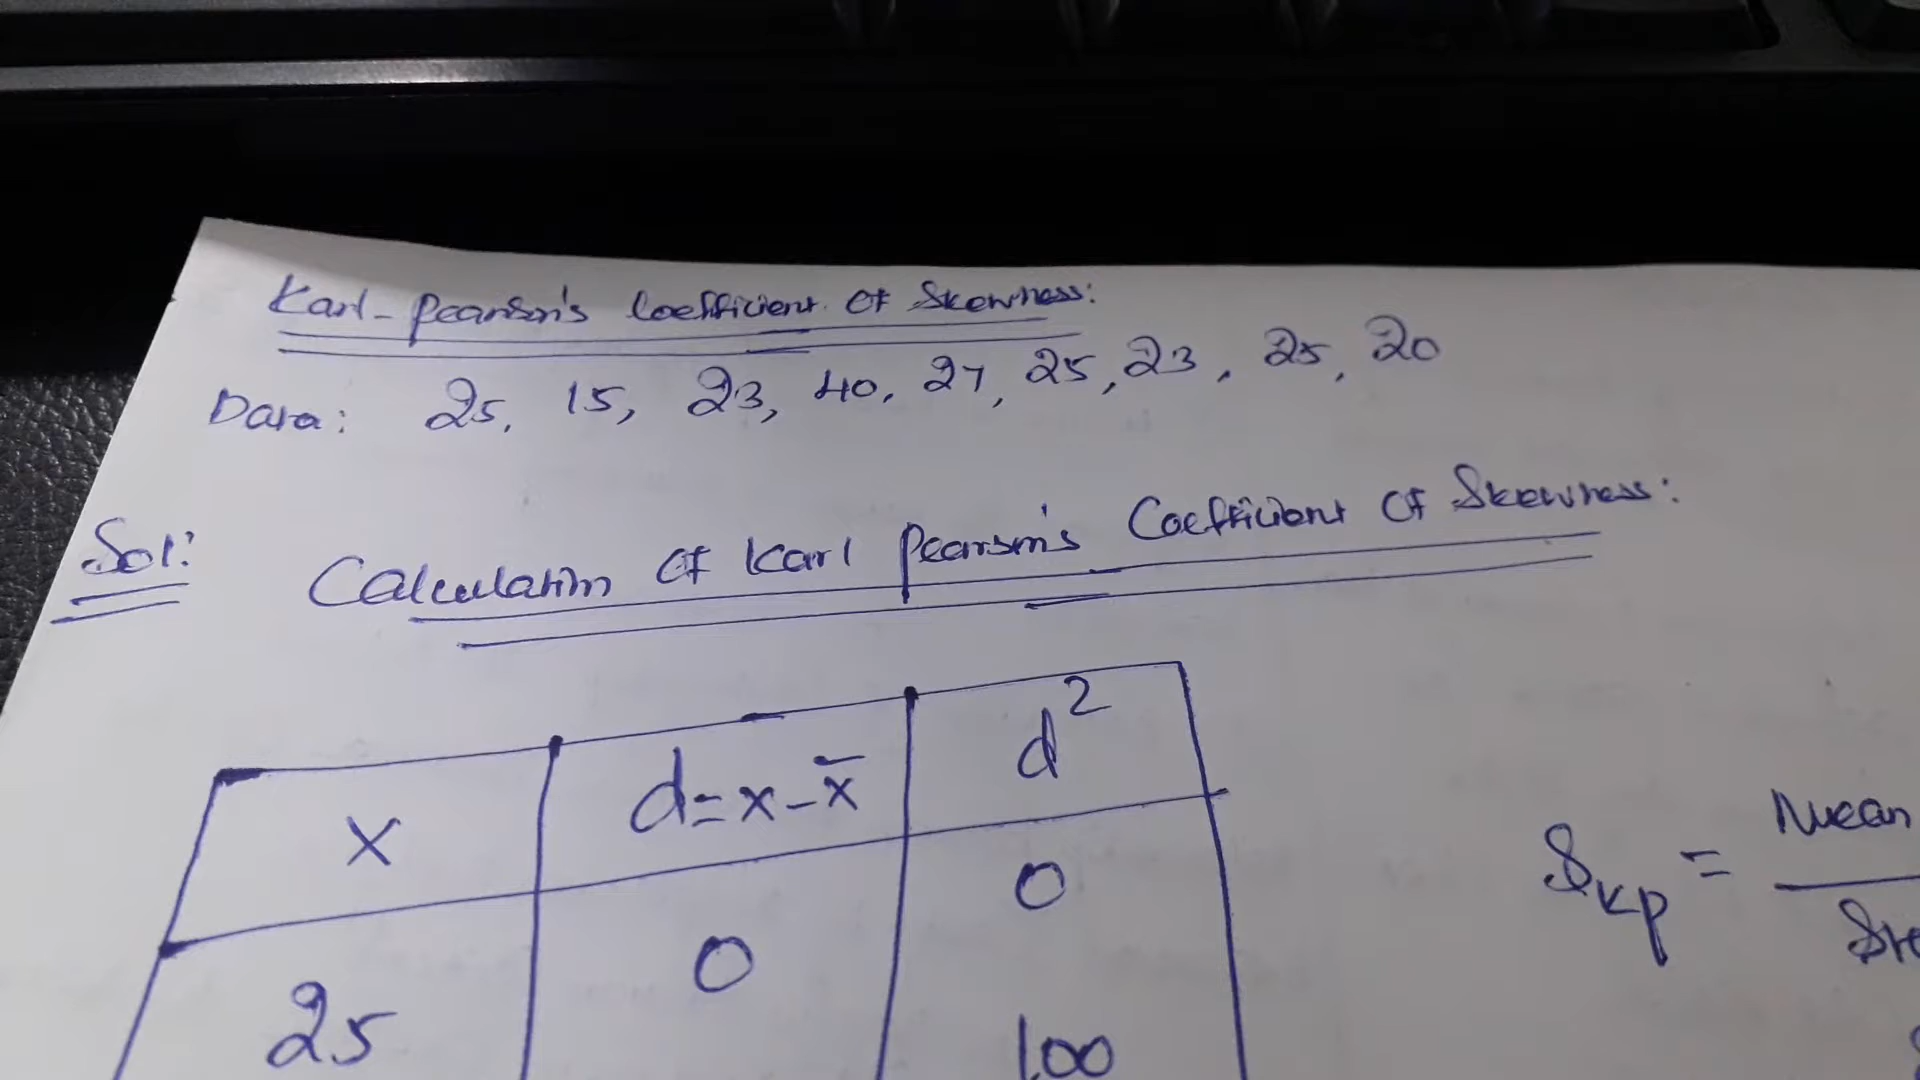 Karl-Pearson's Coefficient Of Skewness:
Data: 25, 15, 23, 40, 27, 25, 23, 25, 20
Sol: Calculation Of Karl Pearson's Coefficient Of Skewness:
x d=x-x̄ d²
25 0 0
100
Skp = Mean